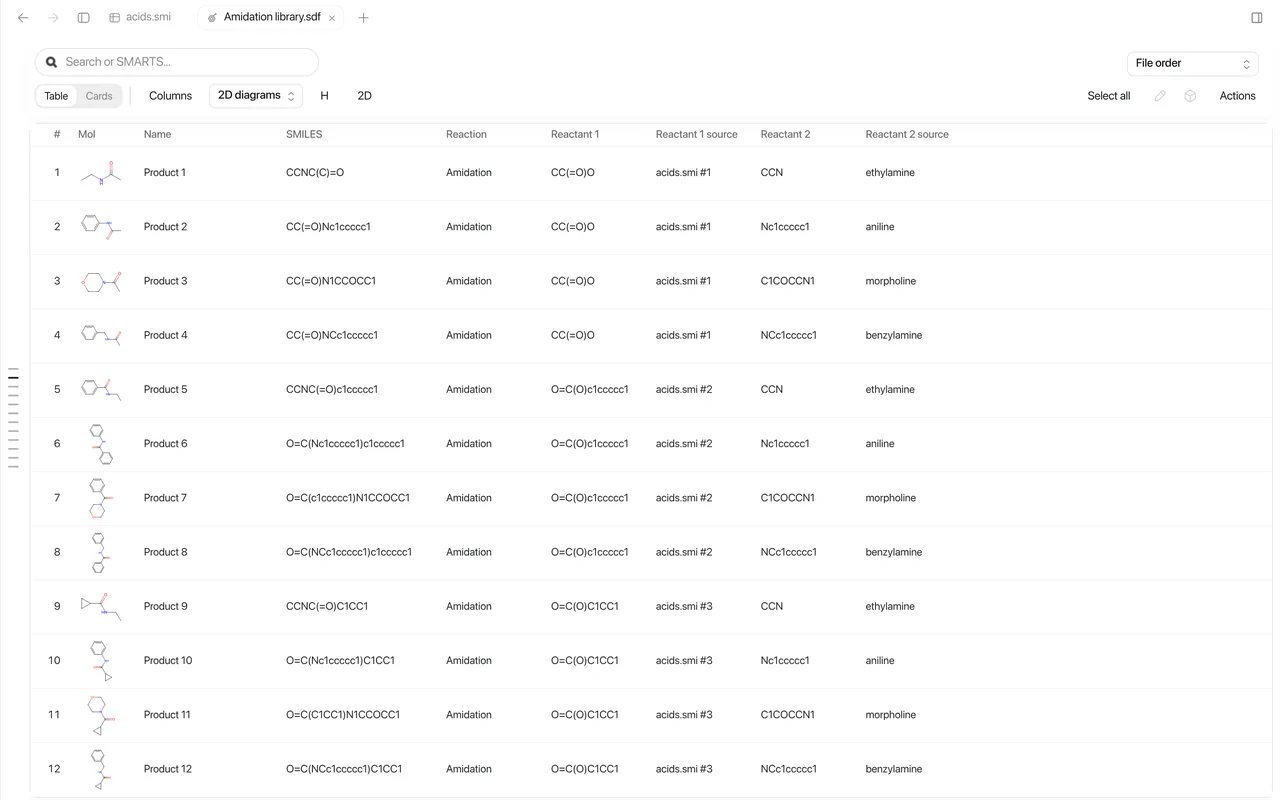 acids.smi Amidation library.sdf
Search or SMARTS... File order
Table Cards Columns 2D diagrams H 2D Select all Actions
# Mol Name SMILES Reaction Reactant 1 Reactant 1 source Reactant 2 Reactant 2 source
1 Product 1 CCNC(C)=O Amidation CC(=O)O acids.smi #1 CCN ethylamine
2 Product 2 CC(=O)Nc1ccccc1 Amidation CC(=O)O acids.smi #1 Nc1ccccc1 aniline
3 Product 3 CC(=O)N1CCOCC1 Amidation CC(=O)O acids.smi #1 C1COCCN1 morpholine
4 Product 4 CC(=O)NCc1ccccc1 Amidation CC(=O)O acids.smi #1 NCc1ccccc1 benzylamine
5 Product 5 CCNC(=O)c1ccccc1 Amidation O=C(O)c1ccccc1 acids.smi #2 CCN ethylamine
6 Product 6 O=C(Nc1ccccc1)c1ccccc1 Amidation O=C(O)c1ccccc1 acids.smi #2 Nc1ccccc1 aniline
7 Product 7 O=C(c1ccccc1)N1CCOCC1 Amidation O=C(O)c1ccccc1 acids.smi #2 C1COCCN1 morpholine
8 Product 8 O=C(NCc1ccccc1)c1ccccc1 Amidation O=C(O)c1ccccc1 acids.smi #2 NCc1ccccc1 benzylamine
9 Product 9 CCNC(=O)C1CC1 Amidation O=C(O)C1CC1 acids.smi #3 CCN ethylamine
10 Product 10 O=C(Nc1ccccc1)C1CC1 Amidation O=C(O)C1CC1 acids.smi #3 Nc1ccccc1 aniline
11 Product 11 O=C(C1CC1)N1CCOCC1 Amidation O=C(O)C1CC1 acids.smi #3 C1COCCN1 morpholine
12 Product 12 O=C(NCc1ccccc1)C1CC1 Amidation O=C(O)C1CC1 acids.smi #3 NCc1ccccc1 benzylamine